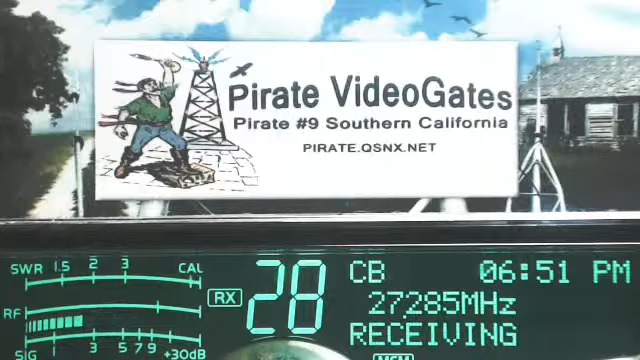 Pirate VideoGates
Pirate #9 Southern California
PIRATE.QSNX.NET
SWR 1.5 2 3 CAL
RF
SIG 3 5 7 9 +30dB
RX
28
CB 06:51 PM
27285MHz
RECEIVING
MEM